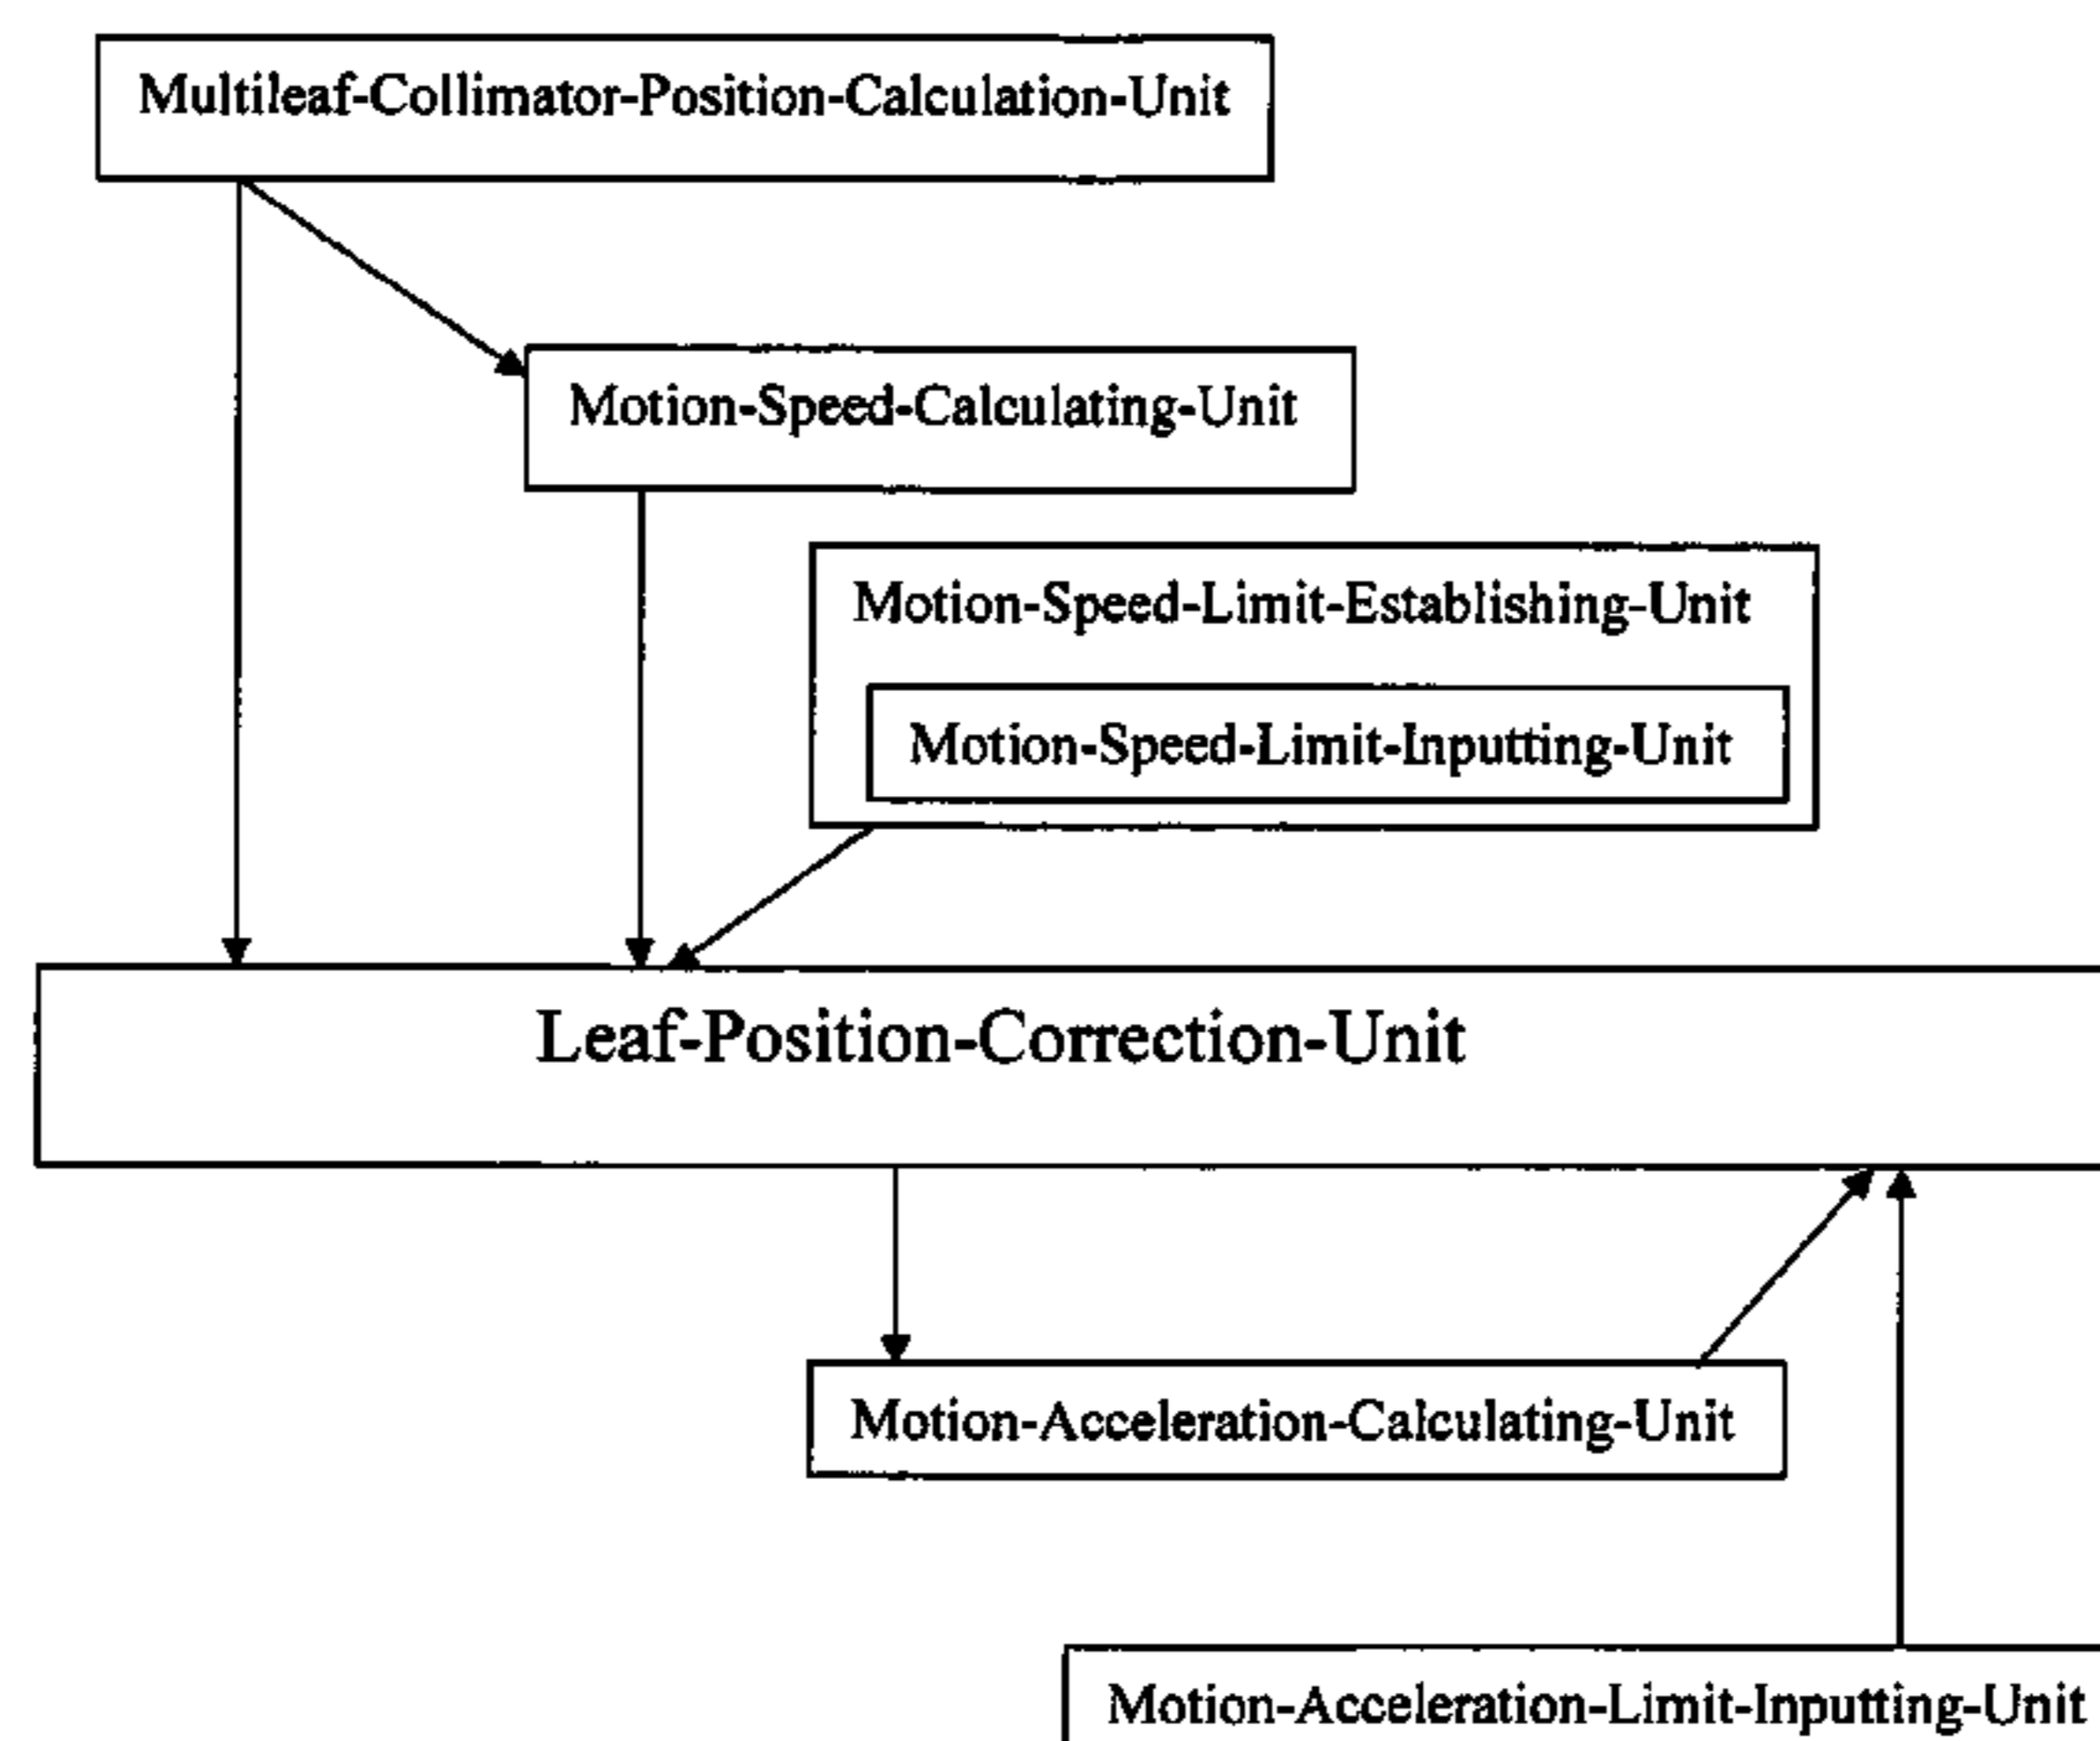 Multileaf-Collimator-Position-Calculation-Unit
Motion-Speed-Calculating-Unit
Motion-Speed-Limit-Establishing-Unit
Motion-Speed-Limit-Inputting-Unit
Leaf-Position-Correction-Unit
Motion-Acceleration-Calculating-Unit
Motion-Acceleration-Limit-Inputting-Unit